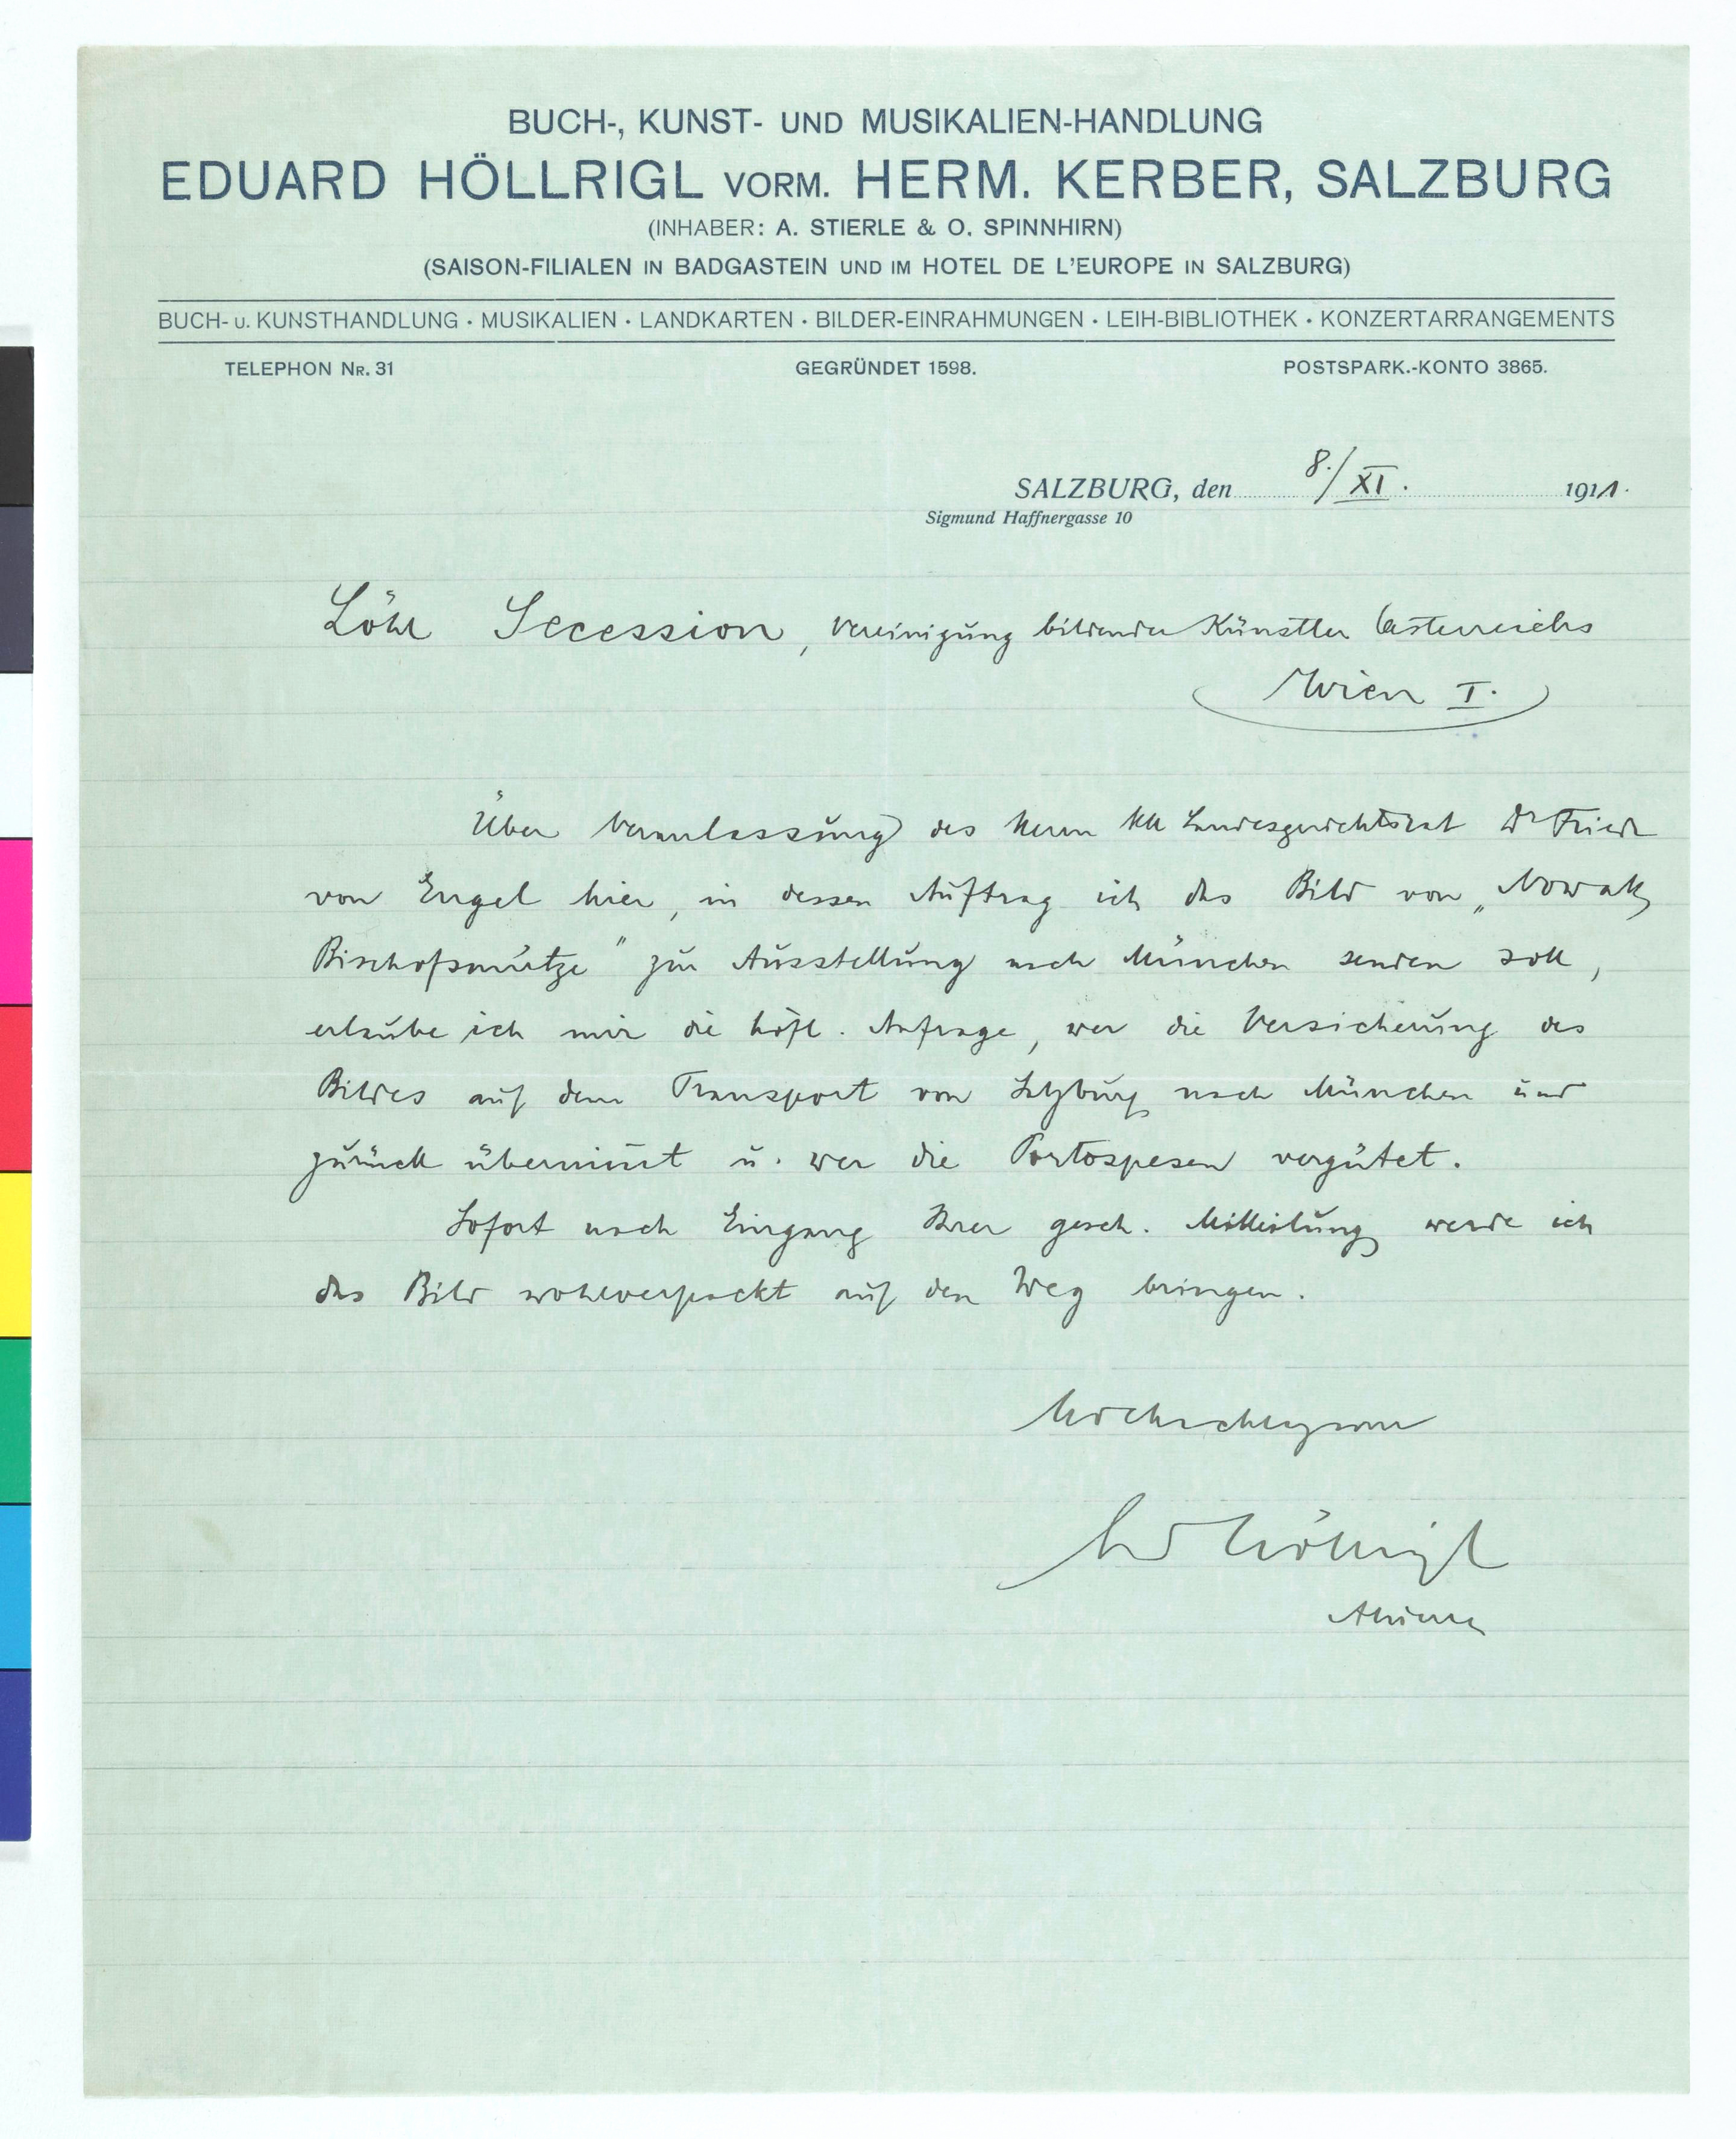 BUCH-, KUNST- UND MUSIKALIEN-HANDLUNG
EDUARD HÖLLRIGL VORM. HERM. KERBER, SALZBURG
(INHABER: A. STIERLE & O. SPINNHIRN)
(SAISON-FILIALEN IN BADGASTEIN UND IM HOTEL DE L'EUROPE IN SALZBURG)
BUCH- u. KUNSTHANDLUNG · MUSIKALIEN · LANDKARTEN · BILDER-EINRAHMUNGEN · LEIH-BIBLIOTHEK · KONZERTARRANGEMENTS
TELEPHON NR. 31 GEGRÜNDET 1598. POSTSPARK.-KONTO 3865.
SALZBURG, den 8./XI. 1911.
Sigmund Haffnergasse 10
Löbl Secession, Vereinigung bildender Künstler Oesterreichs
Wien I.
Über Veranlassung des Herrn kk Landesgerichtsrat Dr Friedr
von Engel hier, in dessen Auftrag ich das Bild von „Nowak,
Bischofsmütze" zur Ausstellung nach München senden soll,
erlaube ich mir die höfl. Anfrage, wer die Versicherung des
Bildes auf dem Transport von Salzburg nach München und
zurück übernim̅t u. wer die Portospesen vergütet.
Sofort nach Eingang Ihrer gesch. Mitteilung werde ich
das Bild wohlverpackt auf den Weg bringen.
Hochachtungsvoll
Ed Höllrigl